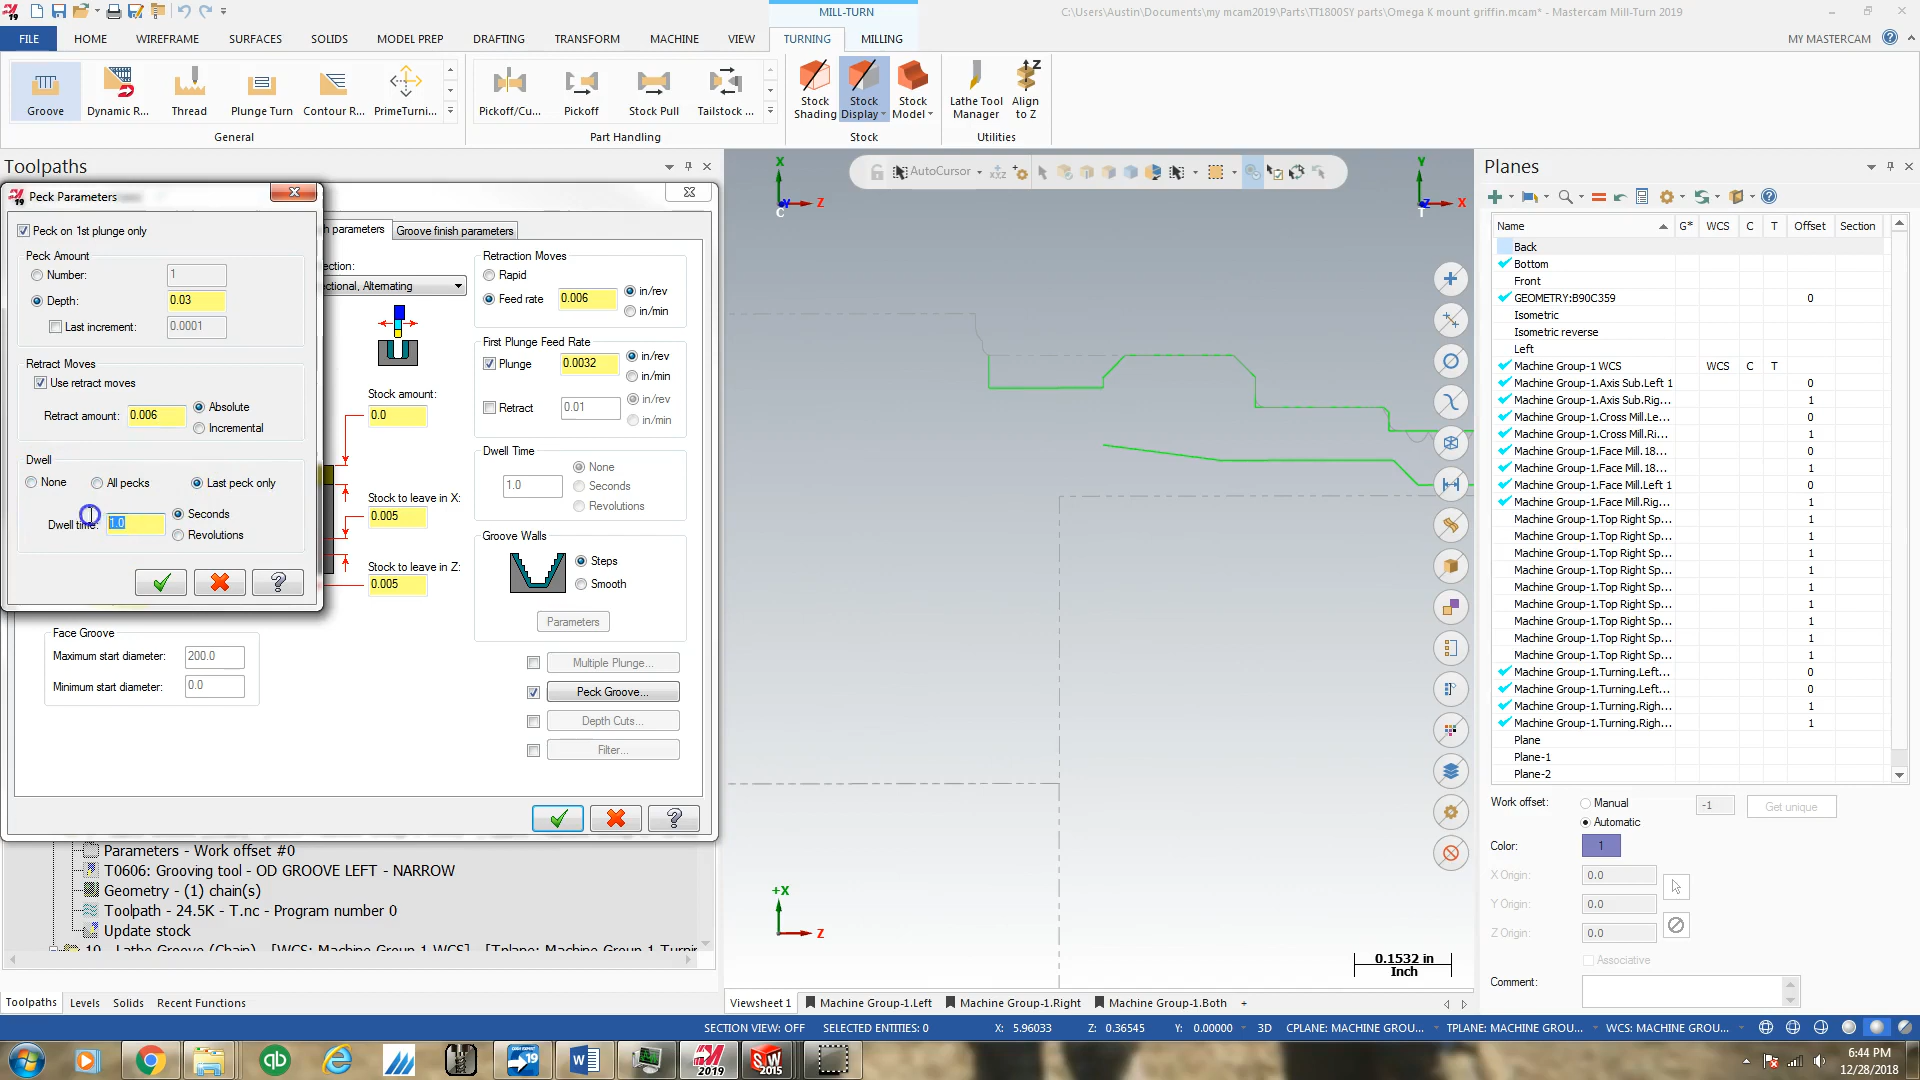 MILL-TURN
C:\Users\Austin\Documents\my mcam2019\Parts\TT1800SY parts\Omega K mount griffin.mcam* - Mastercam Mill-Turn 2019
FILE HOME WIREFRAME SURFACES SOLIDS MODEL PREP DRAFTING TRANSFORM MACHINE VIEW TURNING MILLING MY MASTERCAM
Groove Dynamic R... Thread Plunge Turn Contour R... PrimeTurni... Pickoff/Cu... Pickoff Stock Pull Tailstock ... Stock Shading Stock Display Stock Model Lathe Tool Manager Align to Z
General Part Handling Stock Utilities
Toolpaths
Peck Parameters
Peck on 1st plunge only
Peck Amount
Number: 1
Depth: 0.03
Last increment: 0.0001
Retract Moves
Use retract moves
Retract amount: 0.006 Absolute
Incremental
Dwell
None All pecks Last peck only
Dwell time: 1.0 Seconds
Revolutions
Groove finish parameters
Stock amount:
0.0
Stock to leave in X:
0.005
Stock to leave in Z:
0.005
Retraction Moves
Rapid
Feed rate 0.006 in/rev
in/min
First Plunge Feed Rate
Plunge 0.0032 in/rev
in/min
Retract 0.01 in/rev
in/min
Dwell Time
None
1.0 Seconds
Revolutions
Groove Walls
Steps
Smooth
Parameters
Multiple Plunge...
Peck Groove...
Depth Cuts...
Filter...
Face Groove
Maximum start diameter: 200.0
Minimum start diameter: 0.0
Parameters - Work offset #0
T0606: Grooving tool - OD GROOVE LEFT - NARROW
Geometry - (1) chain(s)
Toolpath - 24.5K - T.nc - Program number 0
Update stock
Toolpaths Levels Solids Recent Functions
AutoCursor
X
Z
C
Y
X
T
+X
Z
0.1532 in
Inch
Viewsheet 1 Machine Group-1.Left Machine Group-1.Right Machine Group-1.Both +
Planes
Name G* WCS C T Offset Section
Back
Bottom
Front
GEOMETRY:B90C359 0
Isometric
Isometric reverse
Left
Machine Group-1 WCS WCS C T
Machine Group-1.Axis Sub.Left 1 0
Machine Group-1.Axis Sub.Rig... 1
Machine Group-1.Cross Mill.Le... 0
Machine Group-1.Cross Mill.Ri... 1
Machine Group-1.Face Mill. 18... 0
Machine Group-1.Face Mill. 18... 1
Machine Group-1.Face Mill.Left 1 0
Machine Group-1.Face Mill.Rig... 1
Machine Group-1.Top Right Sp... 1
Machine Group-1.Top Right Sp... 1
Machine Group-1.Top Right Sp... 1
Machine Group-1.Top Right Sp... 1
Machine Group-1.Top Right Sp... 1
Machine Group-1.Top Right Sp... 1
Machine Group-1.Top Right Sp... 1
Machine Group-1.Top Right Sp... 1
Machine Group-1.Top Right Sp... 1
Machine Group-1.Turning.Left... 0
Machine Group-1.Turning.Left... 0
Machine Group-1.Turning.Righ... 1
Machine Group-1.Turning.Righ... 1
Plane
Plane-1
Plane-2
Work offset: Manual -1 Get unique
Automatic
Color: 1
X Origin: 0.0
Y Origin: 0.0
Z Origin: 0.0
Associative
Comment:
SECTION VIEW: OFF SELECTED ENTITIES: 0 X: 5.96033 Z: 0.36545 Y: 0.00000 3D CPLANE: MACHINE GROU... TPLANE: MACHINE GROU... WCS: MACHINE GROU...
6:44 PM
12/28/2018